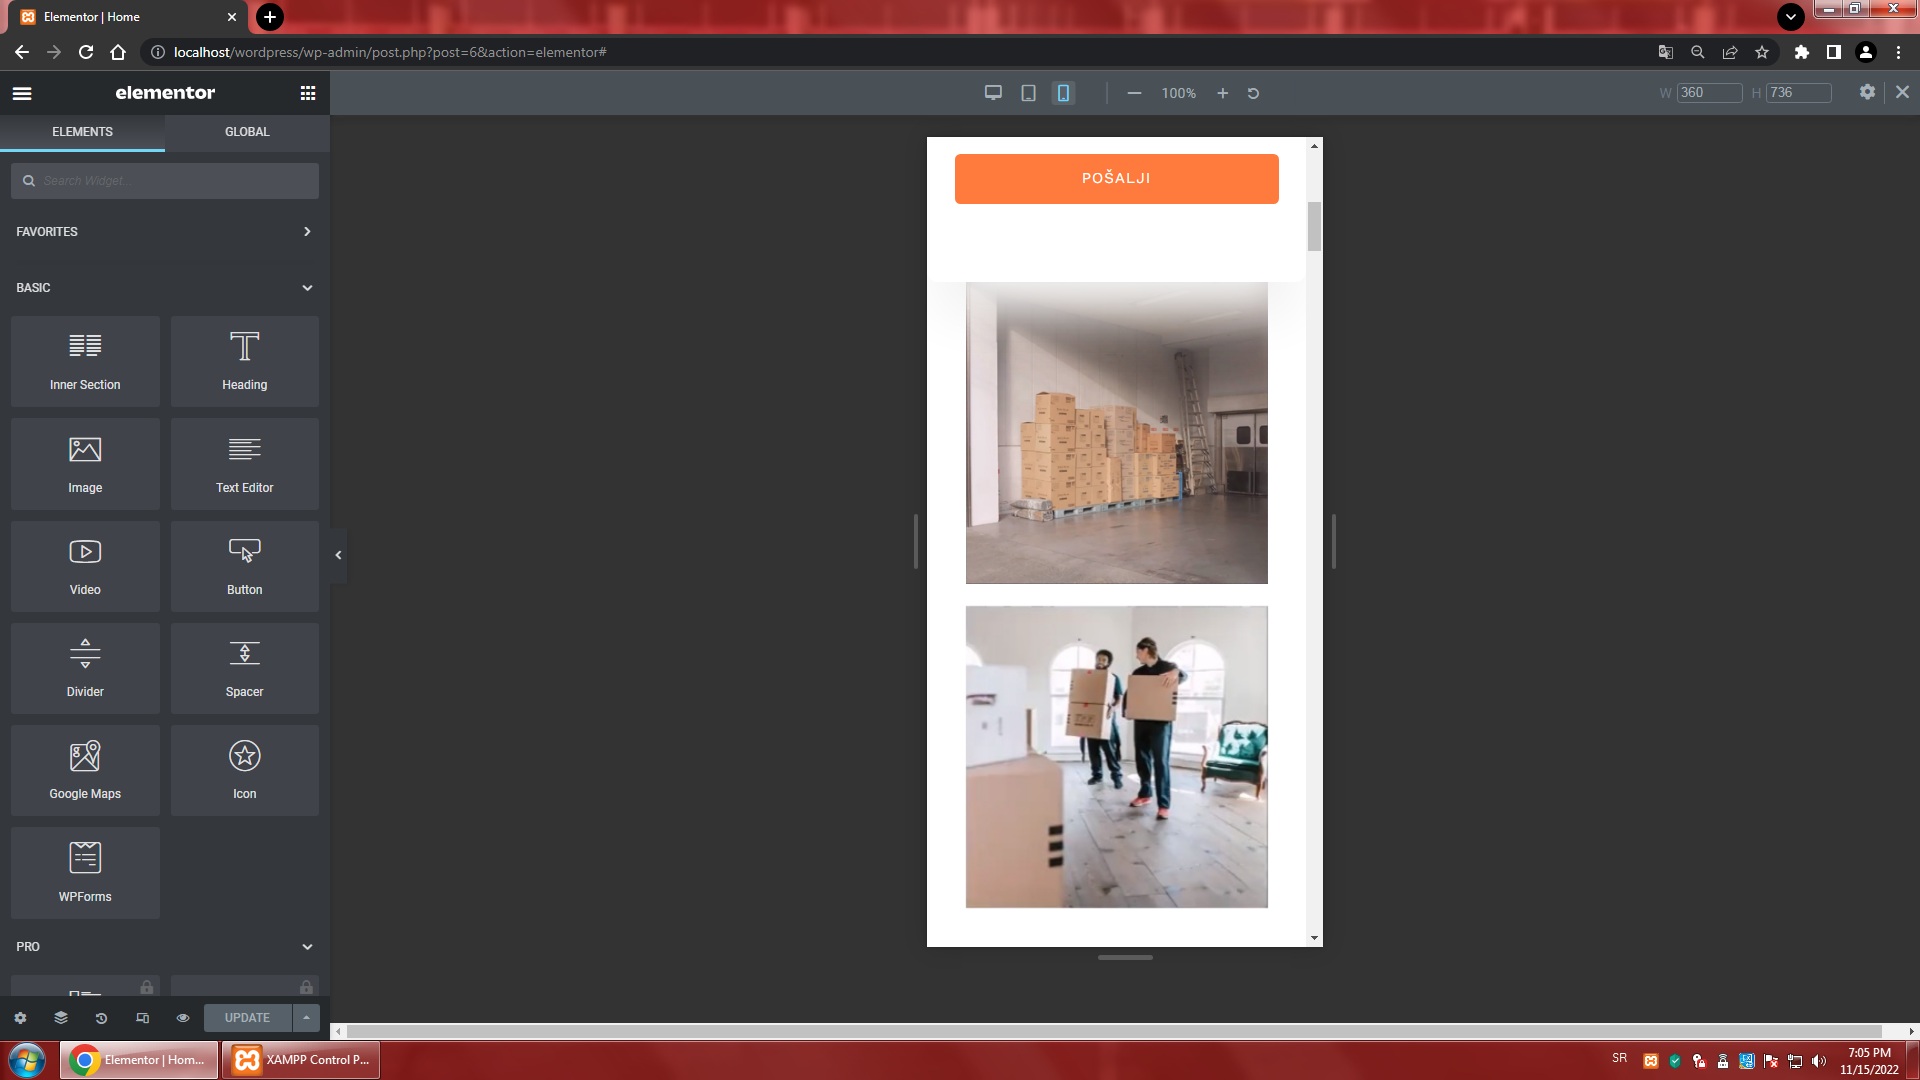 Elementor | Home
localhost/wordpress/wp-admin/post.php?post=6&action=elementor#
elementor
100%
W 360
H 736
ELEMENTS
GLOBAL
Search Widget...
FAVORITES
BASIC
Inner Section
Heading
Image
Text Editor
Video
Button
Divider
Spacer
Google Maps
Icon
WPForms
PRO
UPDATE
POŠALJI
Elementor | Hom...
XAMPP Control P...
SR
7:05 PM
11/15/2022